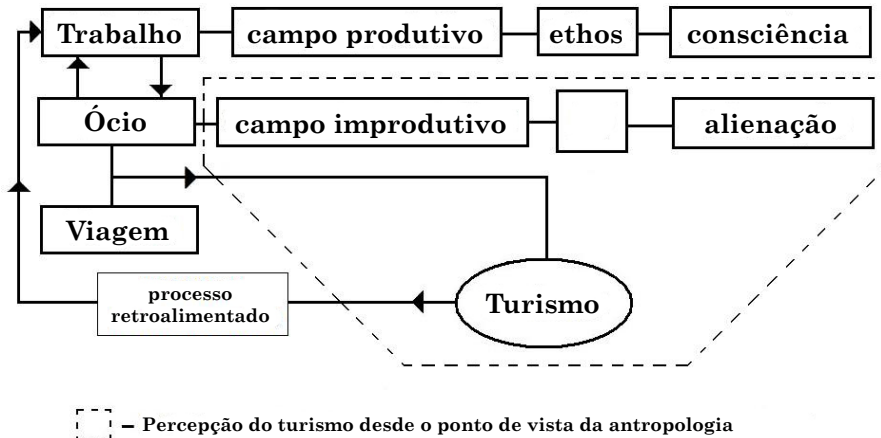 Trabalho
campo produtivo
ethos
consciência
Ócio
campo improdutivo
alienação
Viagem
processo
retroalimentado
Turismo
– Percepção do turismo desde o ponto de vista da antropologia